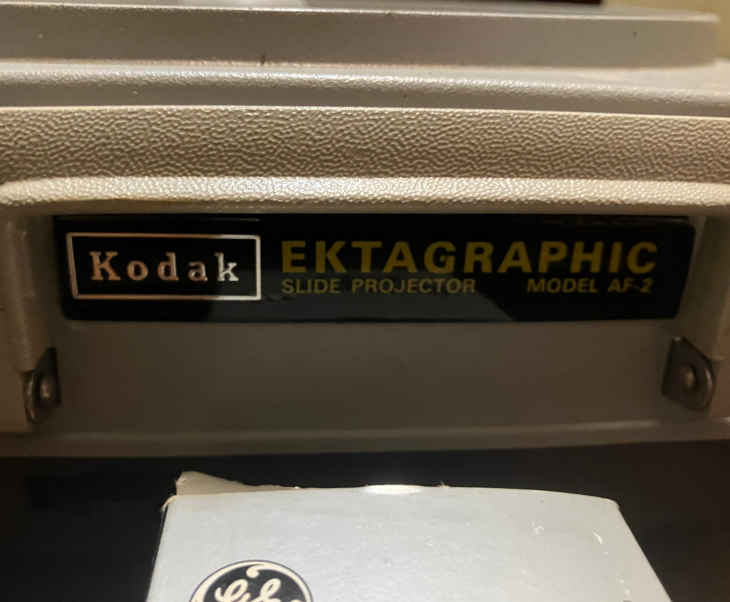 Kodak
EKTAGRAPHIC
SLIDE PROJECTOR MODEL AF-2